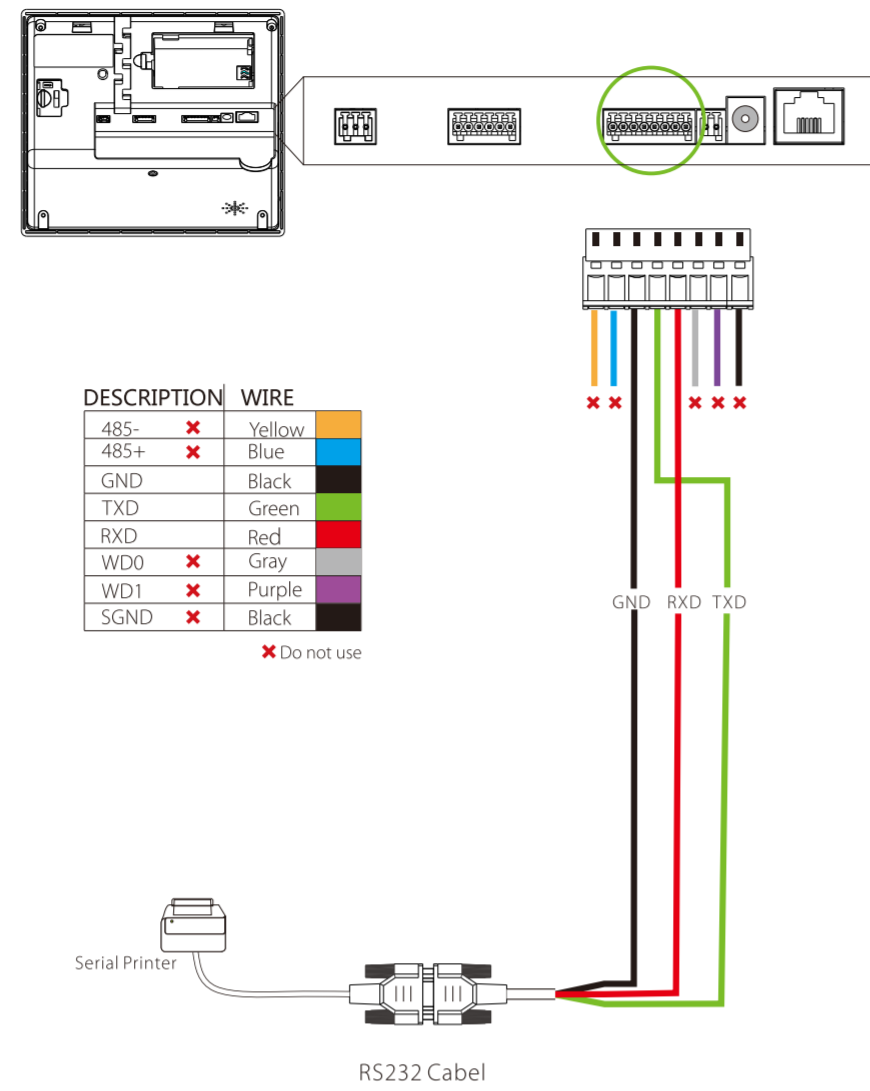 DESCRIPTION WIRE
485- Yellow
485+ Blue
GND Black
TXD Green
RXD Red
WD0 Gray
WD1 Purple
SGND Black
Do not use
GND RXD TXD
Serial Printer
RS232 Cabel